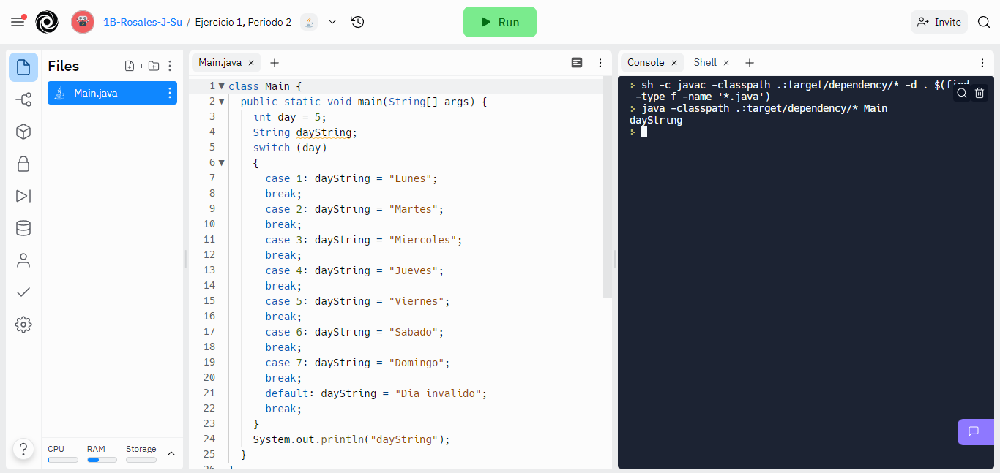 1B-Rosales-J-Su / Ejercicio 1, Periodo 2
Run
Invite
Files
Main.java
CPU RAM Storage
?
Main.java
1 class Main {
2 public static void main(String[] args) {
3 int day = 5;
4 String dayString;
5 switch (day)
6 {
7 case 1: dayString = "Lunes";
8 break;
9 case 2: dayString = "Martes";
10 break;
11 case 3: dayString = "Miercoles";
12 break;
13 case 4: dayString = "Jueves";
14 break;
15 case 5: dayString = "Viernes";
16 break;
17 case 6: dayString = "Sabado";
18 break;
19 case 7: dayString = "Domingo";
20 break;
21 default: dayString = "Dia invalido";
22 break;
23 }
24 System.out.println("dayString");
25 }
26 }
Console Shell
sh -c javac -classpath .:target/dependency/* -d . $(find
-type f -name '*.java')
java -classpath .:target/dependency/* Main
dayString